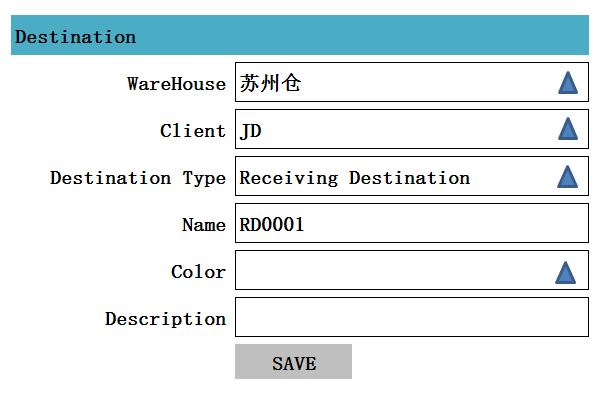 Destination
WareHouse 苏州仓
Client JD
Destination Type Receiving Destination
Name RD0001
Color
Description
SAVE